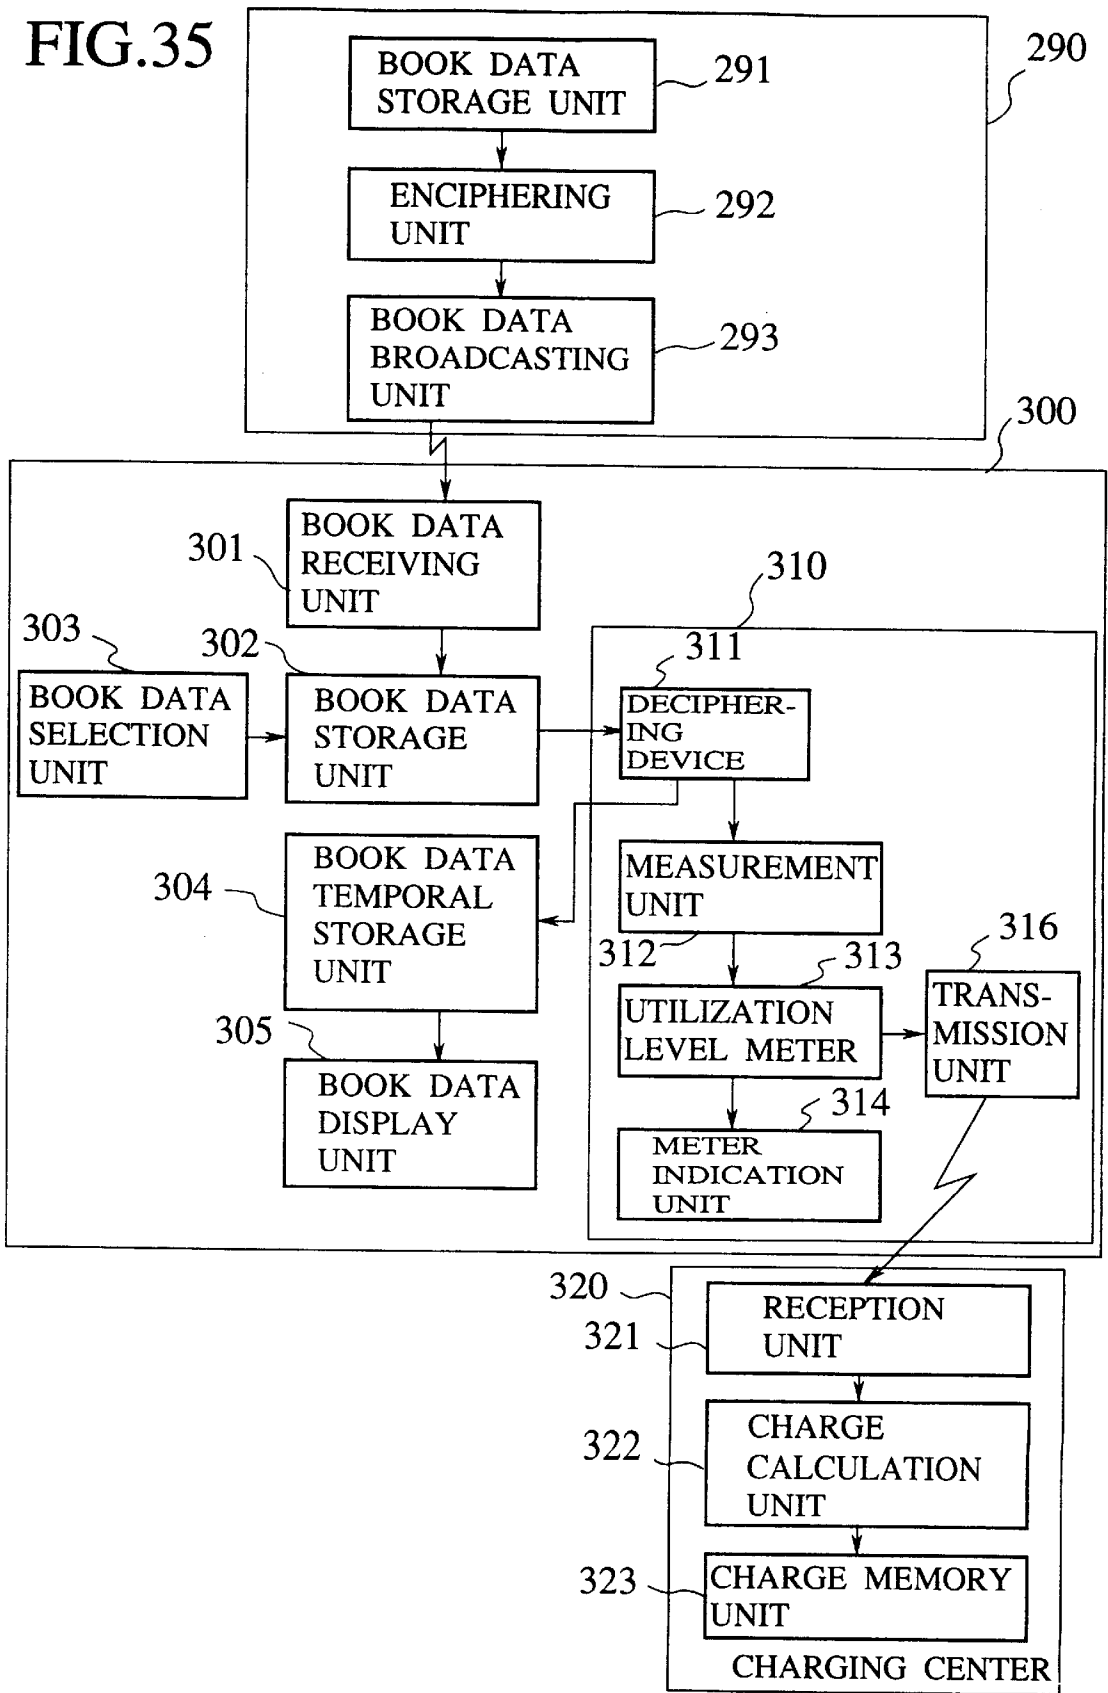 FIG.35
BOOK DATA
STORAGE UNIT
291
290
ENCIPHERING
UNIT
292
BOOK DATA
BROADCASTING
UNIT
293
300
BOOK DATA
RECEIVING
UNIT
301
310
303
302
311
BOOK DATA
SELECTION
UNIT
BOOK DATA
STORAGE
UNIT
DECIPHER-
ING
DEVICE
304
BOOK DATA
TEMPORAL
STORAGE
UNIT
MEASUREMENT
UNIT
312
313
316
UTILIZATION
LEVEL METER
TRANS-
MISSION
UNIT
305
BOOK DATA
DISPLAY
UNIT
314
METER
INDICATION
UNIT
320
RECEPTION
UNIT
321
CHARGE
CALCULATION
UNIT
322
323
CHARGE MEMORY
UNIT
CHARGING CENTER